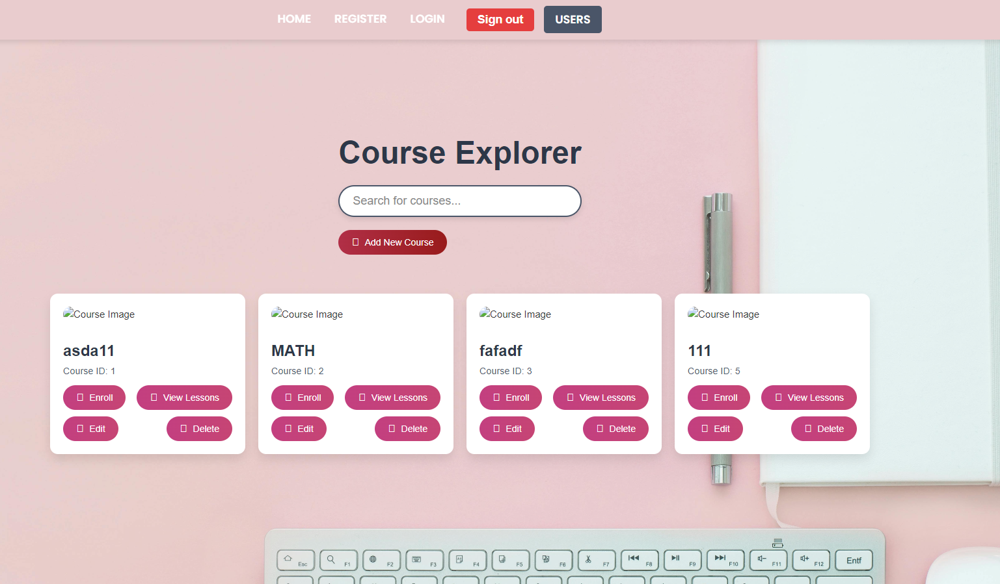 HOME REGISTER LOGIN Sign out USERS
Course Explorer
Search for courses...
Add New Course
Course Image Course Image Course Image Course Image
asda11 MATH fafadf 111
Course ID: 1 Course ID: 2 Course ID: 3 Course ID: 5
Enroll View Lessons Enroll View Lessons Enroll View Lessons Enroll View Lessons
Edit Delete Edit Delete Edit Delete Edit Delete
Esc F1 F2 F3 F4 F5 F6 F7 F8 F9 F10 F11 F12 Entf